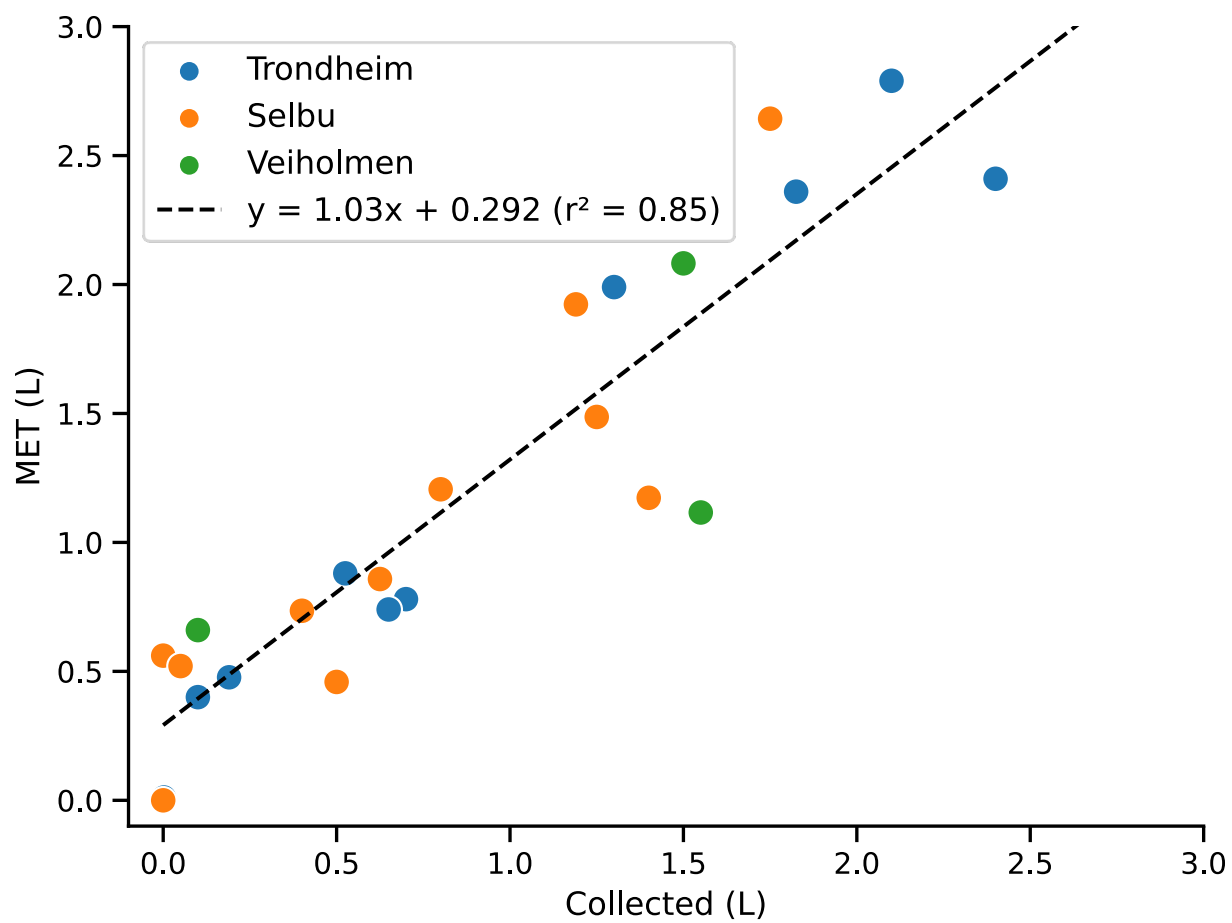 Trondheim
Selbu
Veiholmen
y = 1.03x + 0.292 (r² = 0.85)
3.0
2.5
2.0
1.5
1.0
0.5
0.0
MET (L)
0.0 0.5 1.0 1.5 2.0 2.5 3.0
Collected (L)